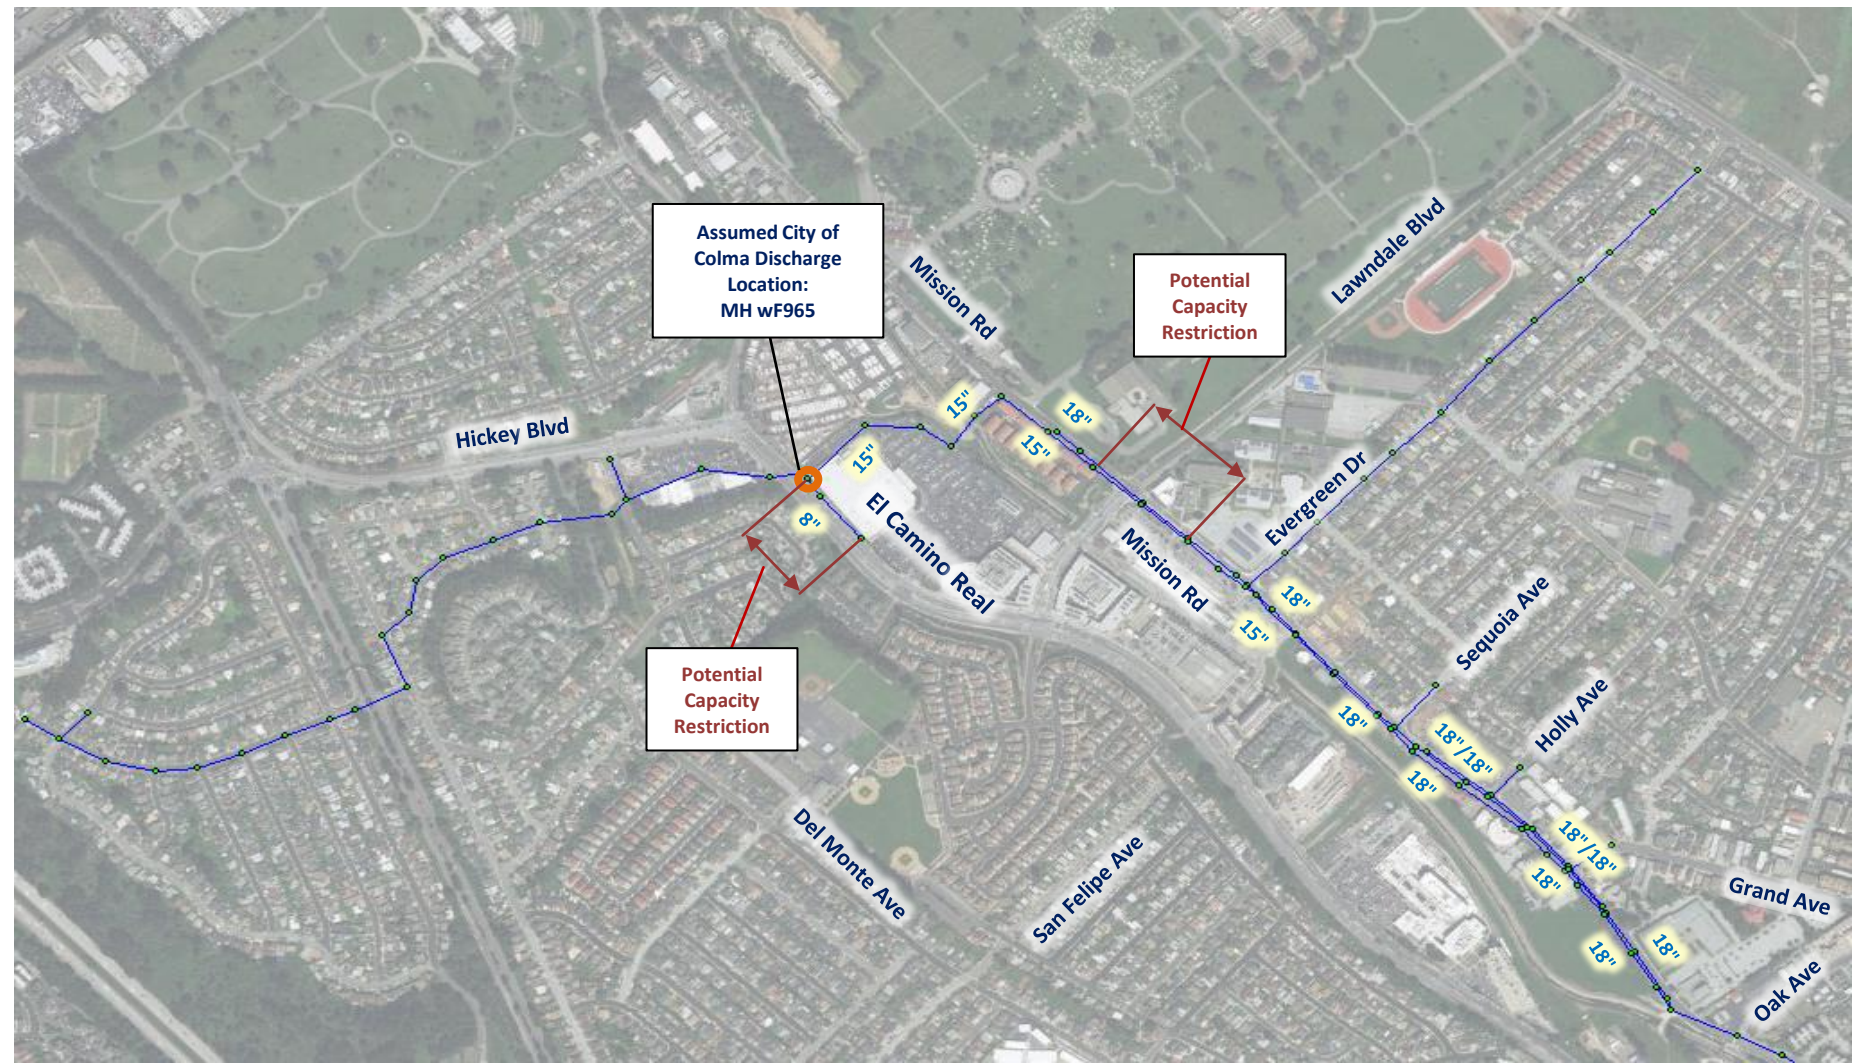 Assumed City of
Colma Discharge
Location:
MH wF965
Potential
Capacity
Restriction
Lawndale Blvd
Mission Rd
Hickey Blvd
15"
18"
15"
15"
8"
El Camino Real
Evergreen Dr
Mission Rd
18"
15"
Sequoia Ave
Potential
Capacity
Restriction
Holly Ave
18"
18"/18"
18"
Del Monte Ave
San Felipe Ave
18"/18"
18"
Grand Ave
18"
18"
Oak Ave